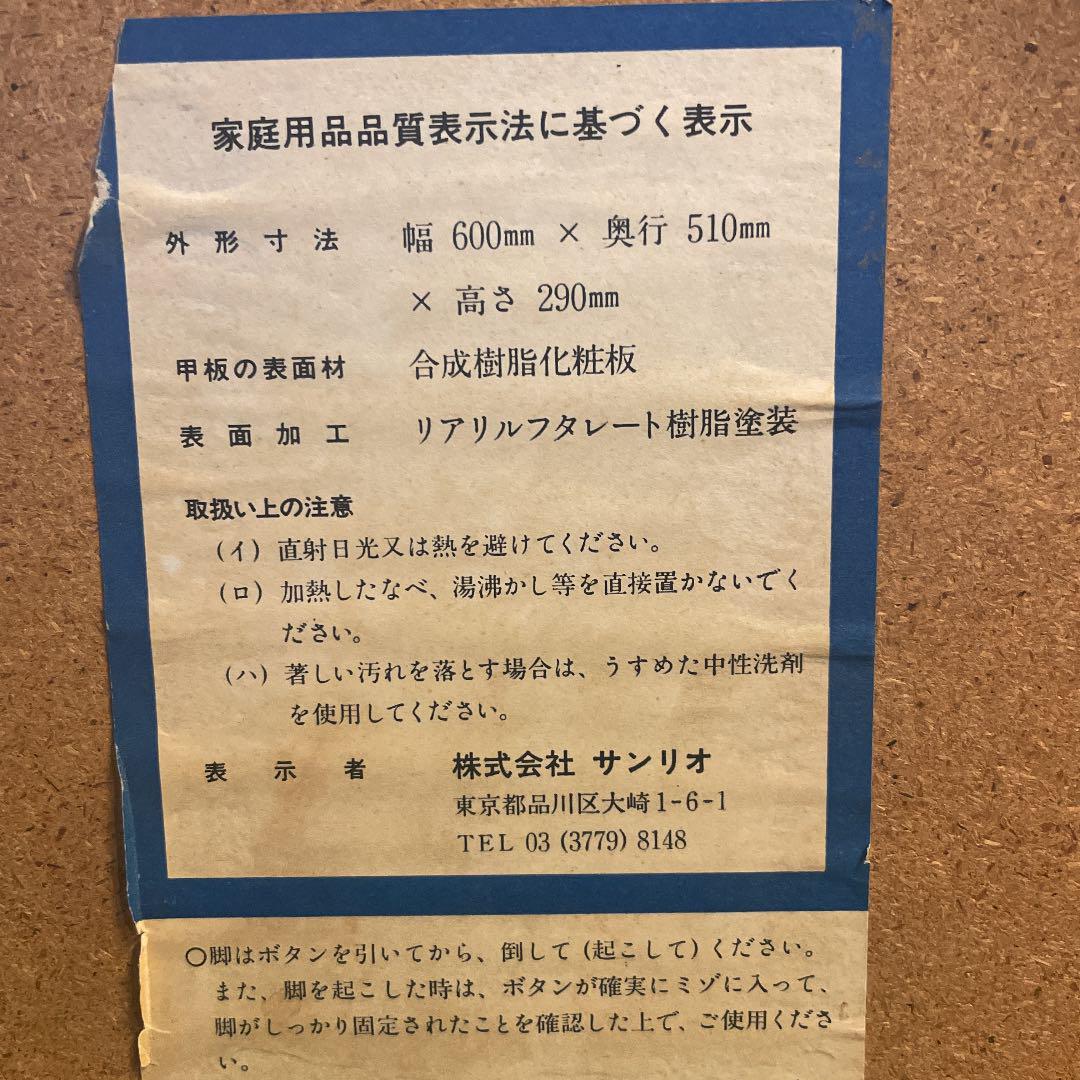 家庭用品品質表示法に基づく表示
外形寸法 幅 600mm × 奥行 510mm
× 高さ 290mm
甲板の表面材 合成樹脂化粧板
表面加工 リアリルフタレート樹脂塗装
取扱い上の注意
(イ) 直射日光又は熱を避けてください。
(ロ) 加熱したなべ、湯沸かし等を直接置かないでく
ださい。
(ハ) 著しい汚れを落とす場合は、うすめた中性洗剤
を使用してください。
表示者 株式会社 サンリオ
東京都品川区大崎1-6-1
TEL 03 (3779) 8148
○脚はボタンを引いてから、倒して(起こして)ください。
また、脚を起こした時は、ボタンが確実にミゾに入って、
脚がしっかり固定されたことを確認した上で、ご使用くださ
い。